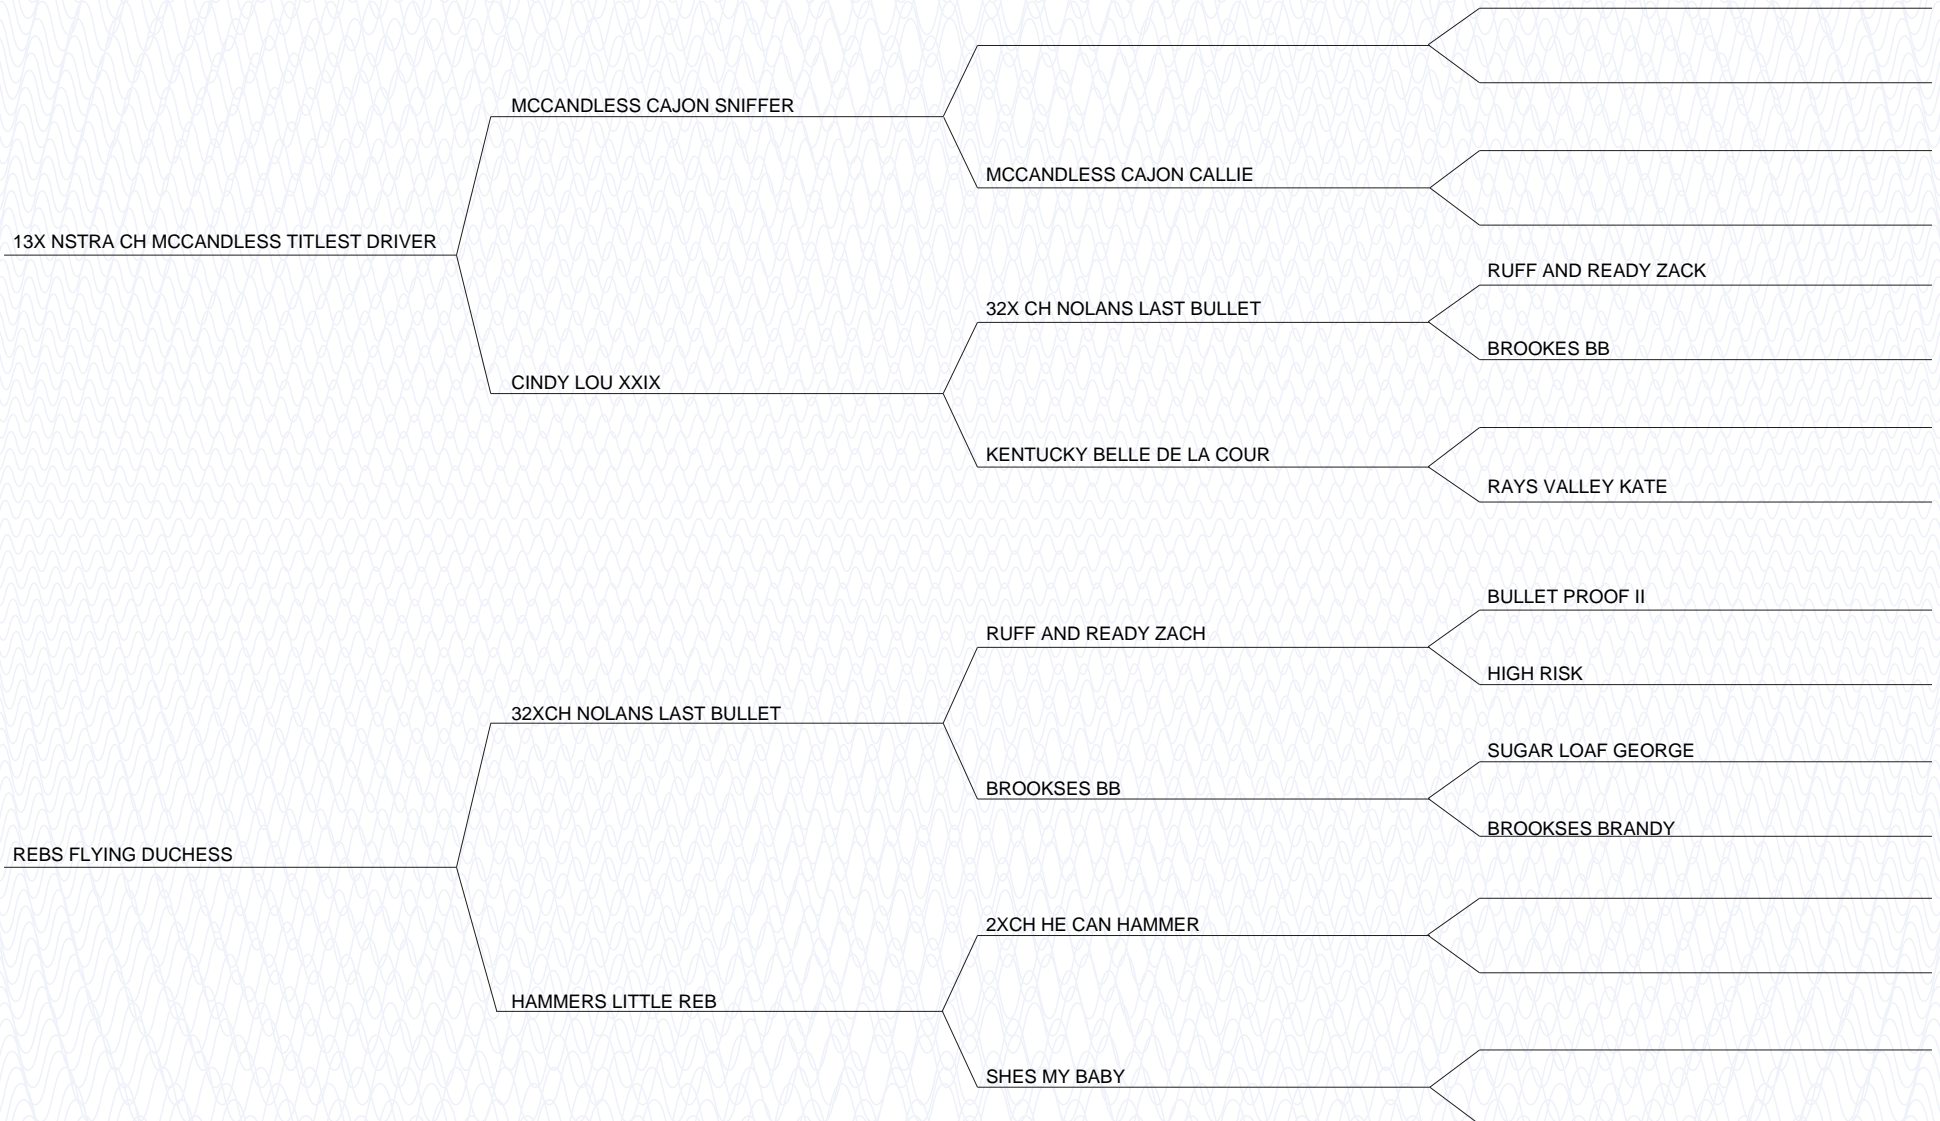 MCCANDLESS CAJON SNIFFER
MCCANDLESS CAJON CALLIE
13X NSTRA CH MCCANDLESS TITLEST DRIVER
RUFF AND READY ZACK
32X CH NOLANS LAST BULLET
BROOKES BB
CINDY LOU XXIX
KENTUCKY BELLE DE LA COUR
RAYS VALLEY KATE
BULLET PROOF II
RUFF AND READY ZACH
HIGH RISK
32XCH NOLANS LAST BULLET
SUGAR LOAF GEORGE
BROOKSES BB
BROOKSES BRANDY
REBS FLYING DUCHESS
2XCH HE CAN HAMMER
HAMMERS LITTLE REB
SHES MY BABY